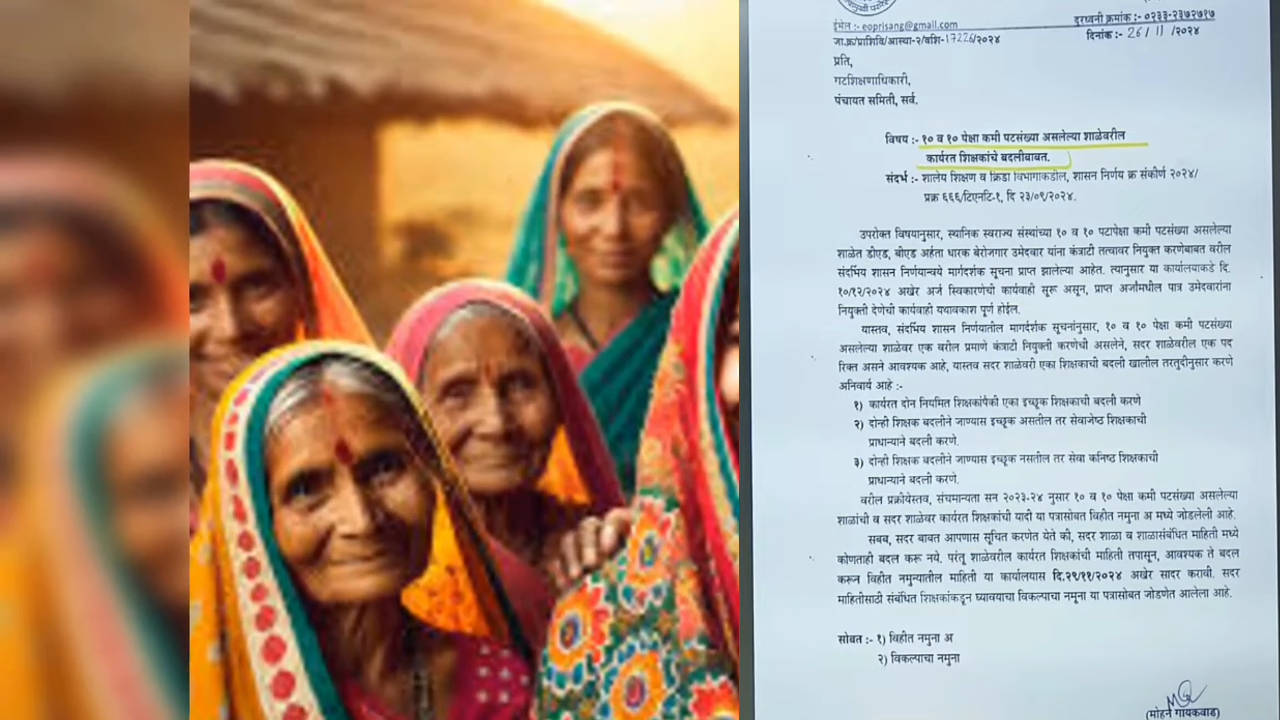 ईमेल :- eoprisang@gmail.com
दुरध्वनी क्रमांक :- ०२३३-२३७२७१७
जा.क्र/प्राशिवि/आस्था-२/वशि-17226/२०२४
दिनांक :- 26/11/२०२४
प्रति,
गटशिक्षणाधिकारी,
पंचायत समिती, सर्व.
विषय :- १० व १० पेक्षा कमी पटसंख्या असलेल्या शाळेवरील
कार्यरत शिक्षकांचे बदलीबाबत.
संदर्भ :- शालेय शिक्षण व क्रिडा विभागाकडील, शासन निर्णय क्र संकीर्ण २०२४/
प्रक्र ६६६/टिएनटि-१, दि २३/०९/२०२४.
उपरोक्त विषयानुसार, स्थानिक स्वराज्य संस्थांच्या १० व १० पटापेक्षा कमी पटसंख्या असलेल्या
शाळेत डीएड, बीएड अर्हता धारक बेरोजगार उमेदवार यांना कंत्राटी तत्वावर नियुक्त करणेबाबत वरील
संदर्भिय शासन निर्णयान्वये मार्गदर्शक सूचना प्राप्त झालेल्या आहेत. त्यानुसार या कार्यालयाकडे दि.
१०/१२/२०२४ अखेर अर्ज स्विकारणेची कार्यवाही सुरू असून, प्राप्त अर्जांमधील पात्र उमेदवारांना
नियुक्ती देणेची कार्यवाही यथावकाश पूर्ण होईल.
यास्तव, संदर्भिय शासन निर्णयातील मागर्दशक सुचनांनुसार, १० व १० पेक्षा कमी पटसंख्या
असलेल्या शाळेवर एक वरील प्रमाणे कंत्राटी नियुक्ती करणेची असलेने, सदर शाळेवरील एक पद
रिक्त असने आवश्यक आहे, यास्तव सदर शाळेवरी एका शिक्षकाची बदली खालील तरतुदीनुसार करणे
अनिवार्य आहे :-
१) कार्यरत दोन नियमित शिक्षकांपैकी एका इच्छूक शिक्षकाची बदली करणे
२) दोन्ही शिक्षक बदलीने जाण्यास इच्छूक असतील तर सेवाजेष्ठ शिक्षकाची
प्राधान्याने बदली करणे.
३) दोन्ही शिक्षक बदलीने जाण्यास इच्छुक नसतील तर सेवा कनिष्ठ शिक्षकाची
प्राधाण्याने बदली करणे.
वरील प्रक्रीयेस्तव, संचमान्यता सन २०२३-२४ नुसार १० व १० पेक्षा कमी पटसंख्या असलेल्या
शाळांची व सदर शाळेवर कार्यरत शिक्षकांची यादी या पत्रासोबत विहीत नमुना अ मध्ये जोडलेली आहे.
सबब, सदर बाबत आपणास सूचित करणेत येते की, सदर शाळा व शाळासंबंधित माहिती मध्ये
कोणताही बदल करू नये. परंतू शाळेवरील कार्यरत शिक्षकांची माहिती तपासून, आवश्यक ते बदल
करून विहीत नमुन्यातील माहिती या कार्यालयास दि.२९/११/२०२४ अखेर सादर करावी. सदर
माहितीसाठी संबंधित शिक्षकांकडून घ्यावयाचा विकल्पाचा नमूना या पत्रासोबत जोडणेत आलेला आहे.
सोबत :- १) विहीत नमुना अ
२) विकल्पाचा नमुना
(मोहन गायकवाड)